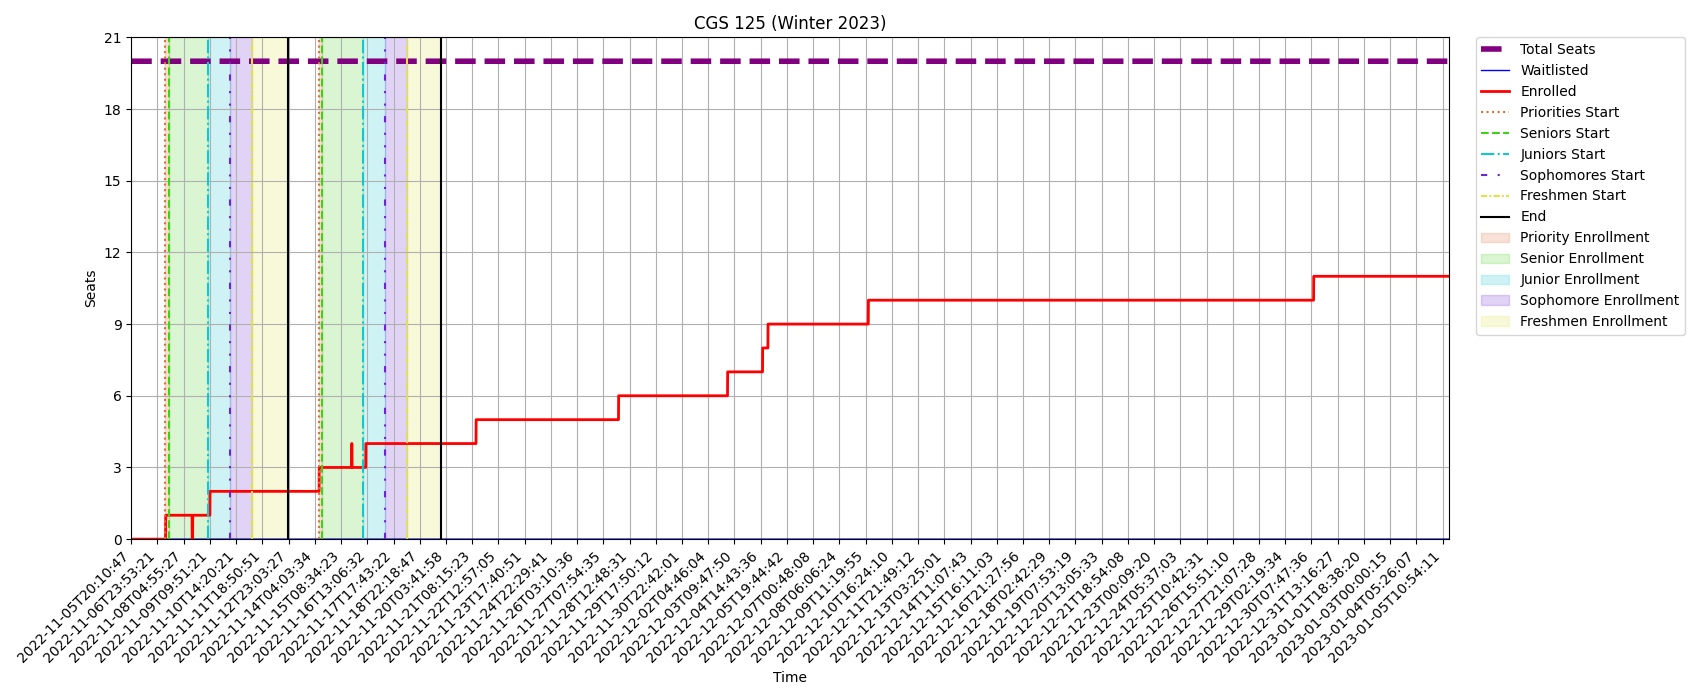 CGS 125 (Winter 2023)
21
18
15
12
9
6
3
0
Seats
2022-11-05T20:10:47
2022-11-06T23:53:21
2022-11-08T04:55:27
2022-11-09T09:51:21
2022-11-10T14:20:21
2022-11-11T18:50:51
2022-11-12T23:03:27
2022-11-14T04:03:34
2022-11-15T08:34:23
2022-11-16T13:06:32
2022-11-17T17:43:22
2022-11-18T22:18:47
2022-11-20T03:41:58
2022-11-21T08:15:23
2022-11-22T12:57:05
2022-11-23T17:40:51
2022-11-24T22:29:41
2022-11-26T03:10:36
2022-11-27T07:54:35
2022-11-28T12:48:31
2022-11-29T17:50:12
2022-11-30T22:42:01
2022-12-02T04:46:04
2022-12-03T09:47:50
2022-12-04T14:43:36
2022-12-05T19:44:42
2022-12-07T00:48:08
2022-12-08T06:06:24
2022-12-09T11:19:55
2022-12-10T16:24:10
2022-12-11T21:49:12
2022-12-13T03:25:01
2022-12-14T11:07:43
2022-12-15T16:11:03
2022-12-16T21:27:56
2022-12-18T02:42:29
2022-12-19T07:53:19
2022-12-20T13:05:33
2022-12-21T18:54:08
2022-12-23T00:09:20
2022-12-24T05:37:03
2022-12-25T10:42:31
2022-12-26T15:51:10
2022-12-27T21:07:28
2022-12-29T02:19:34
2022-12-30T07:47:36
2022-12-31T13:16:27
2023-01-01T18:38:20
2023-01-03T00:00:15
2023-01-04T05:26:07
2023-01-05T10:54:11
Time
Total Seats
Waitlisted
Enrolled
Priorities Start
Seniors Start
Juniors Start
Sophomores Start
Freshmen Start
End
Priority Enrollment
Senior Enrollment
Junior Enrollment
Sophomore Enrollment
Freshmen Enrollment